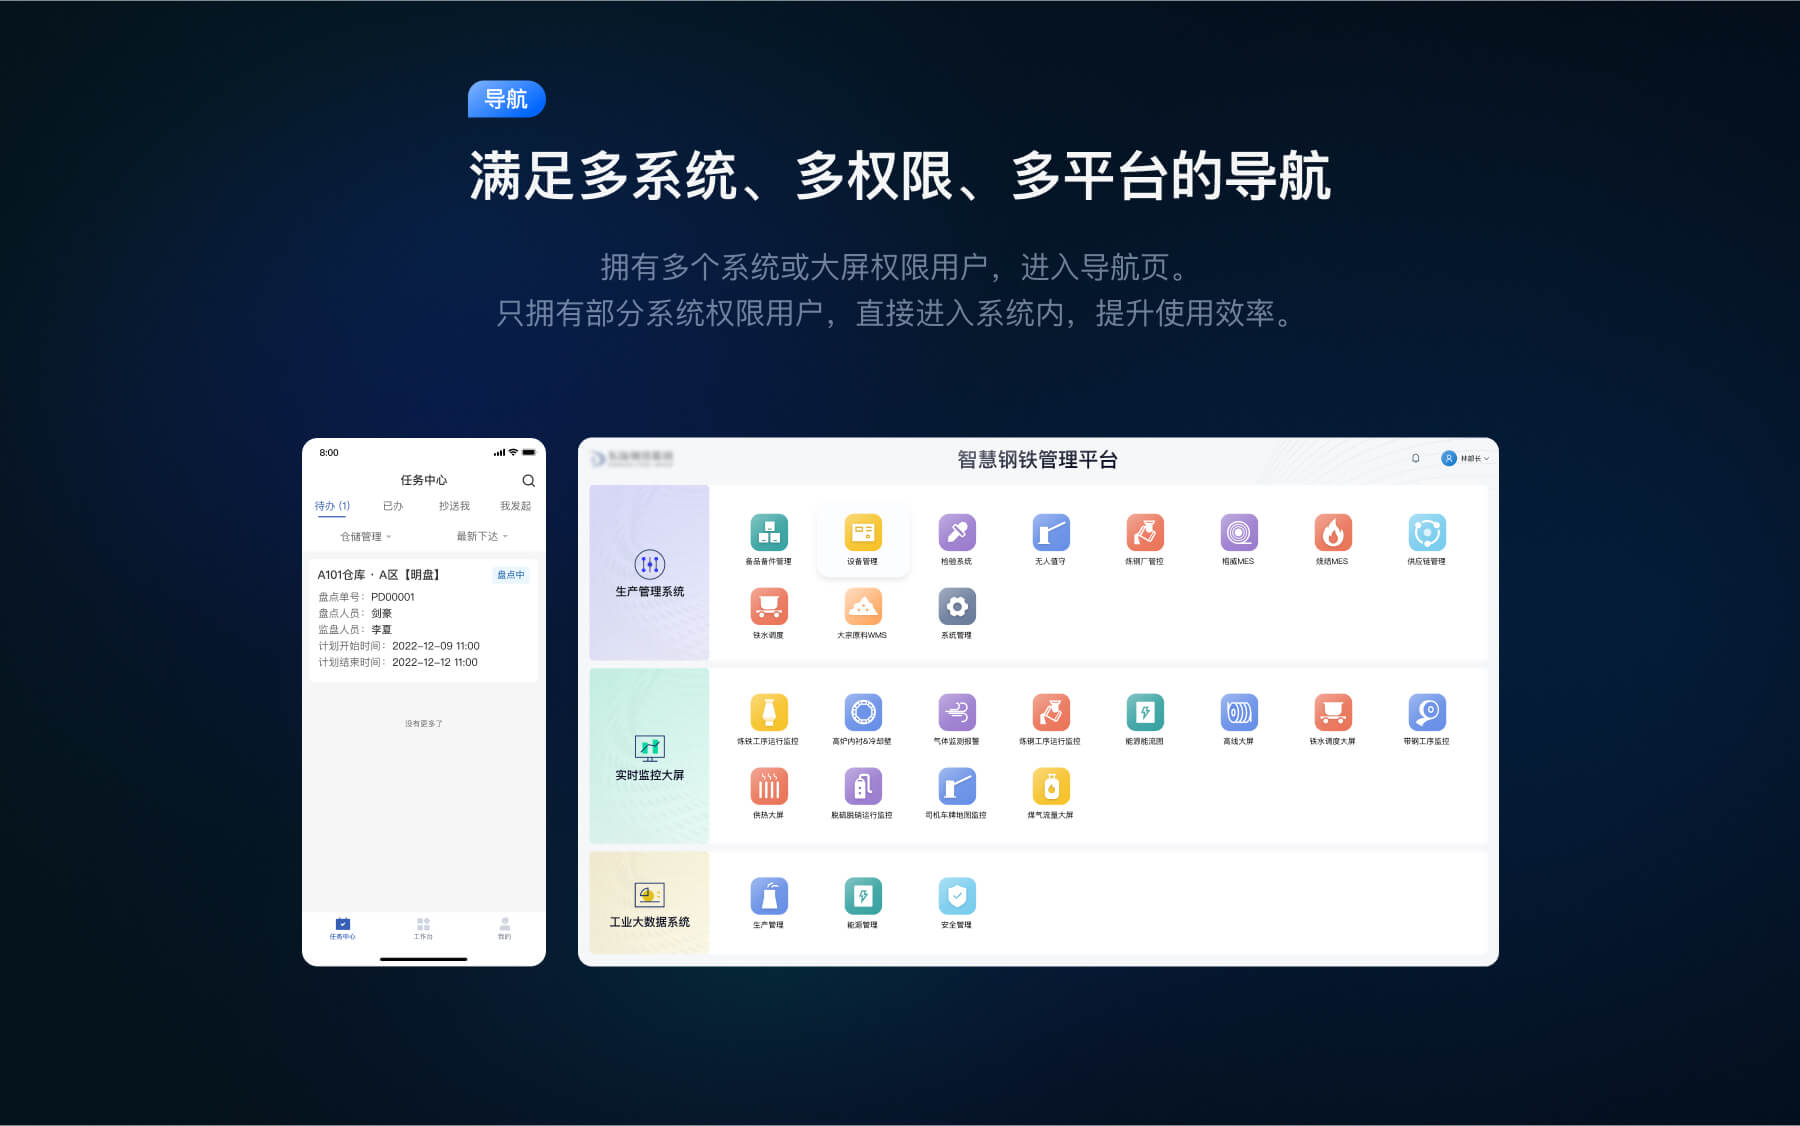 导航
满足多系统、多权限、多平台的导航
拥有多个系统或大屏权限用户，进入导航页。
只拥有部分系统权限用户，直接进入系统内，提升使用效率。
8:00
任务中心
待办 (1) 已办 抄送我 我发起
仓储管理 最新下达
A101仓库 · A区【明盘】 盘点中
盘点单号： PD00001
盘点人员： 剑豪
监盘人员： 李夏
计划开始时间： 2022-12-09 11:00
计划结束时间： 2022-12-12 11:00
没有更多了
任务中心 工作台 我的
智慧钢铁管理平台
林部长
生产管理系统
备品备件管理 设备管理 检验系统 无人值守 炼钢厂管控 棒威MES 烧结MES 供应链管理
铁水调度 大宗原料WMS 系统管理
实时监控大屏
炼铁工序运行监控 高炉内衬&冷却壁 气体监测报警 炼钢工序运行监控 能源能流图 高线大屏 铁水调度大屏 带钢工序监控
供热大屏 脱硫脱硝运行监控 司机车牌地图监控 煤气流量大屏
工业大数据系统
生产管理 能源管理 安全管理